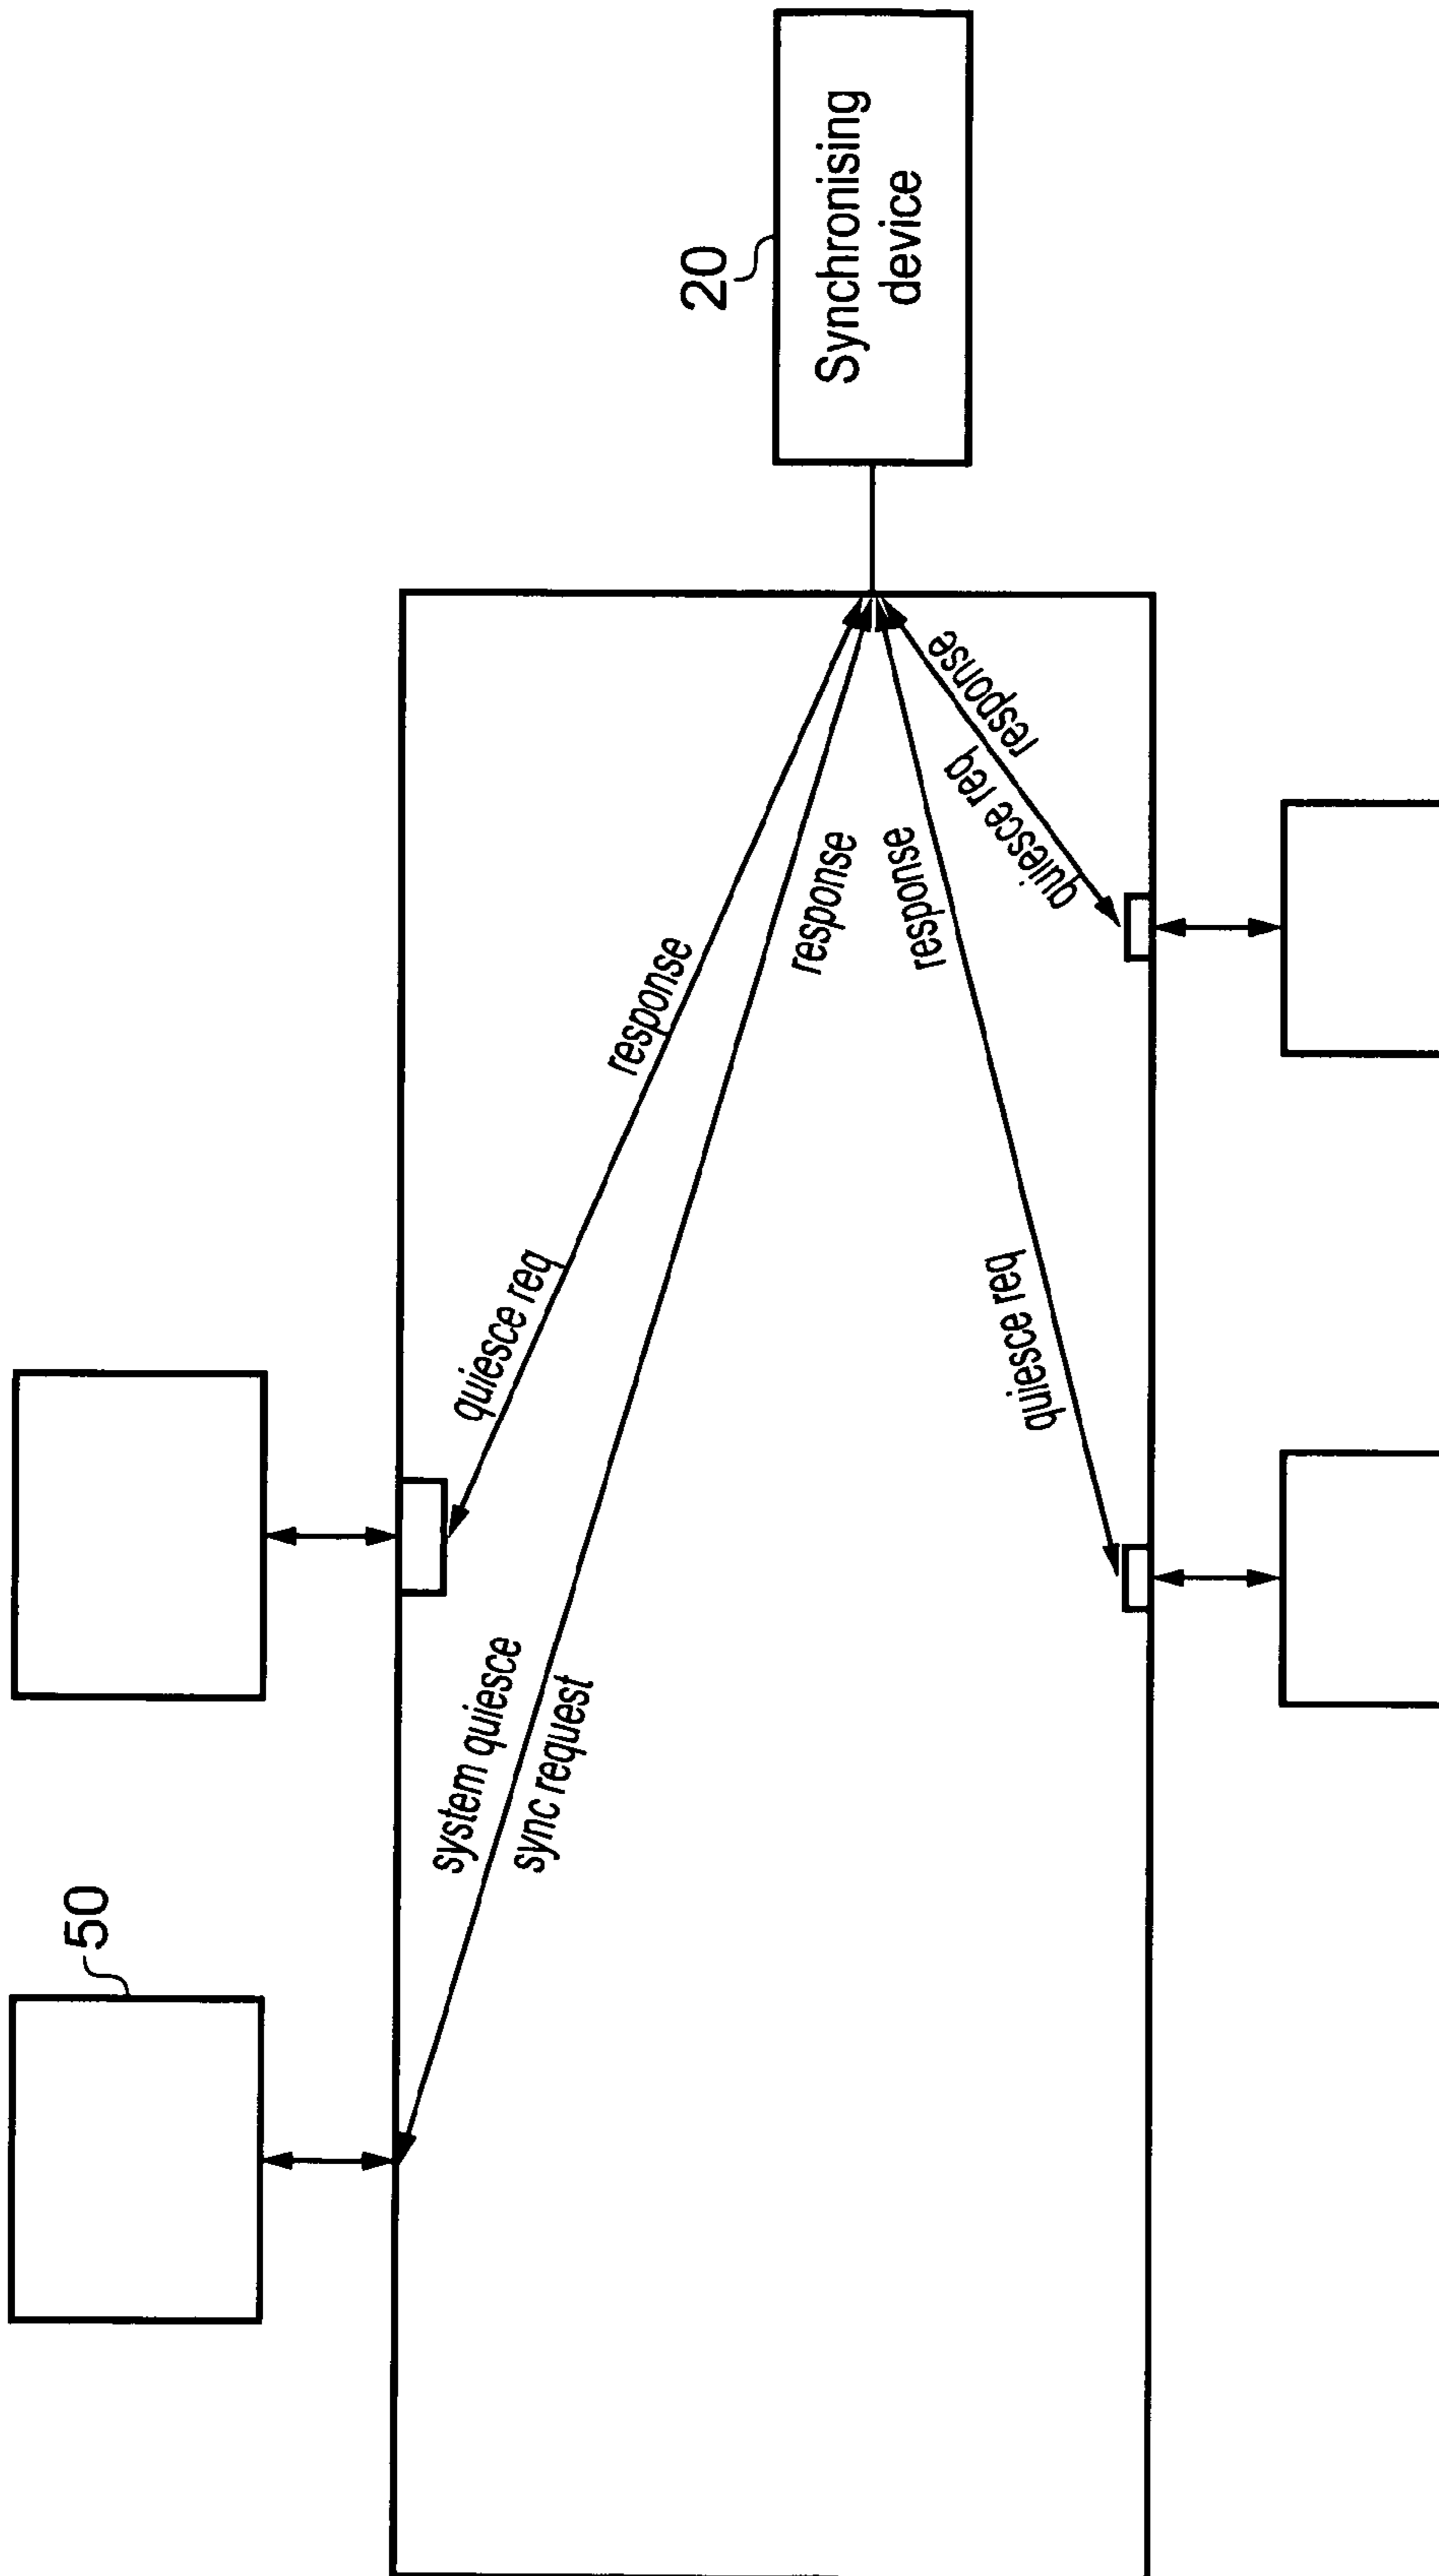 Synchronising
device
20
response
quiesce req
response
response
response
quiesce req
quiesce req
system quiesce
sync request
50